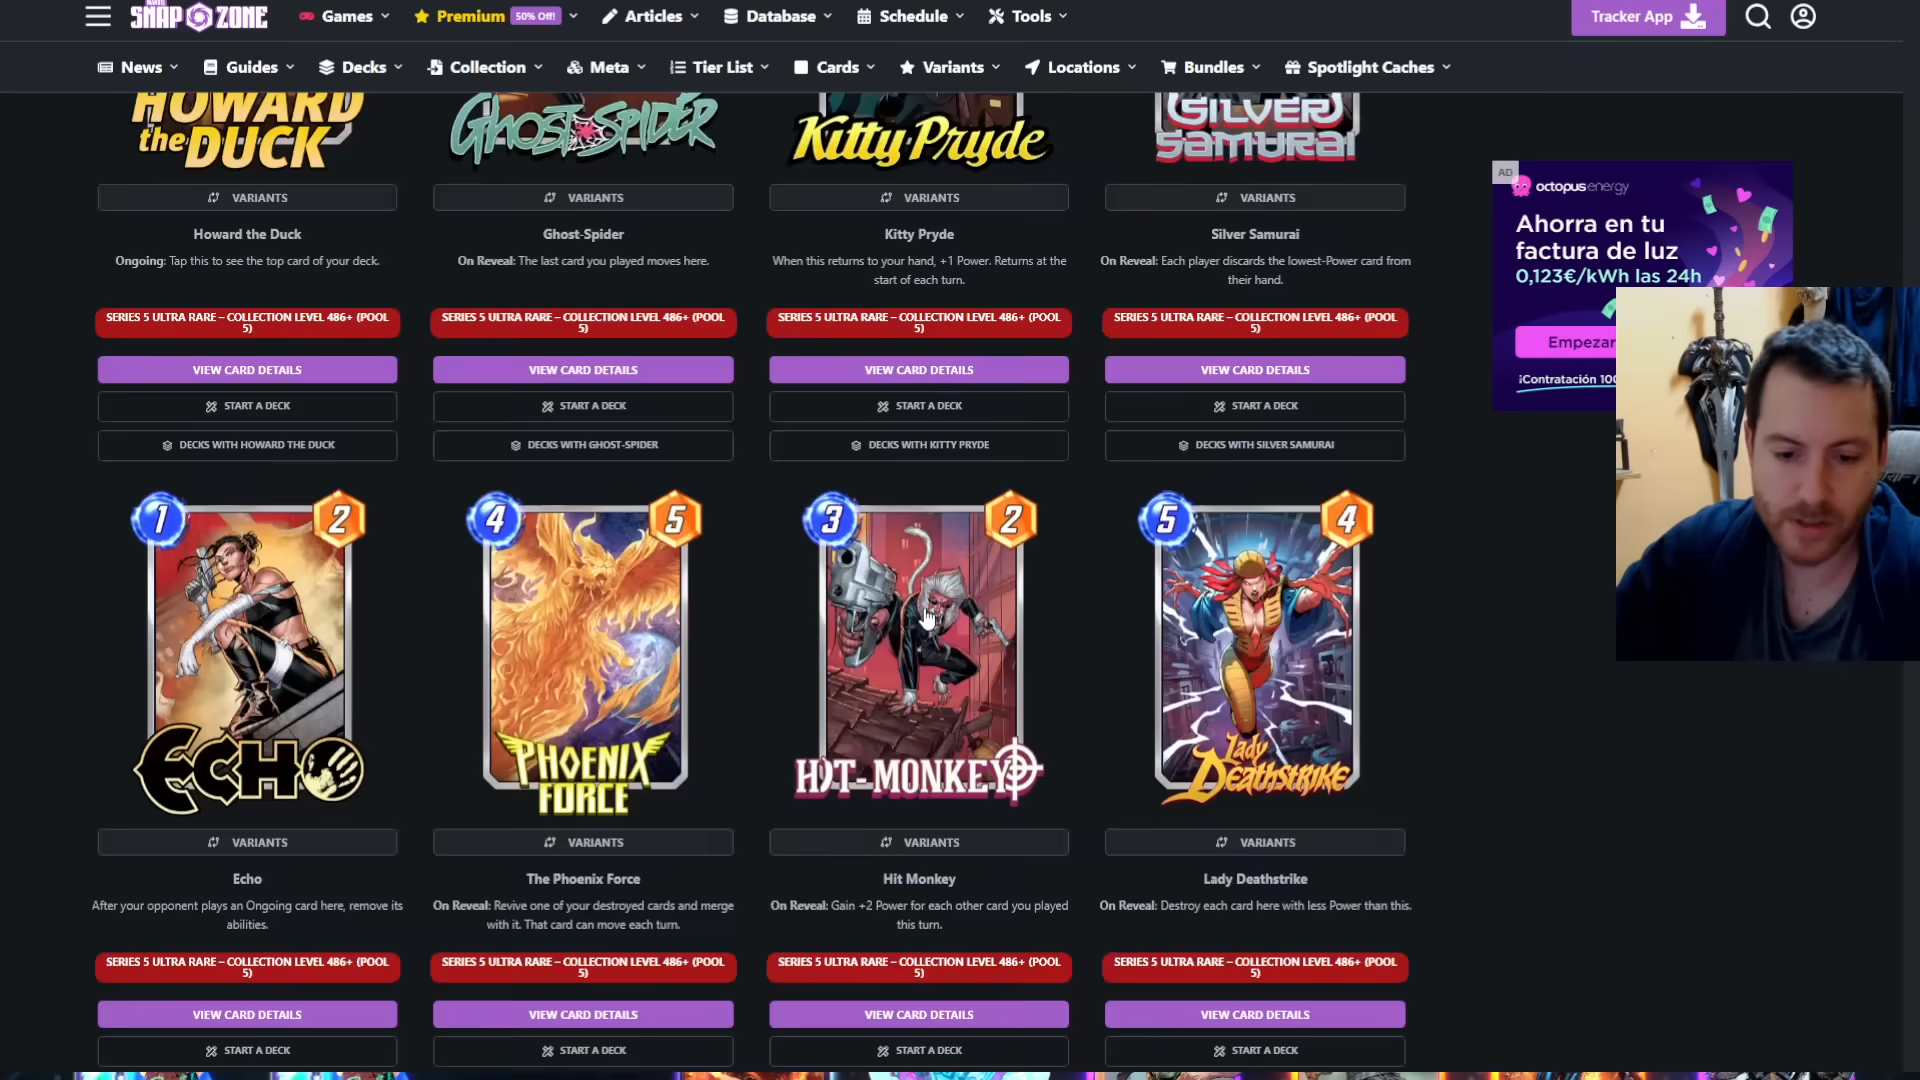 MARVEL
SNAP ZONE
Games
Premium 50% Off!
Articles
Database
Schedule
Tools
Tracker App
News
Guides
Decks
Collection
Meta
Tier List
Cards
Variants
Locations
Bundles
Spotlight Caches
HOWARD
the DUCK
GHOST-SPIDER
Kitty Pryde
SILVER
SAMURAI
VARIANTS
VARIANTS
VARIANTS
VARIANTS
Howard the Duck
Ongoing: Tap this to see the top card of your deck.
Ghost-Spider
On Reveal: The last card you played moves here.
Kitty Pryde
When this returns to your hand, +1 Power. Returns at the
start of each turn.
Silver Samurai
On Reveal: Each player discards the lowest-Power card from
their hand.
SERIES 5 ULTRA RARE – COLLECTION LEVEL 486+ (POOL
5)
SERIES 5 ULTRA RARE – COLLECTION LEVEL 486+ (POOL
5)
SERIES 5 ULTRA RARE – COLLECTION LEVEL 486+ (POOL
5)
SERIES 5 ULTRA RARE – COLLECTION LEVEL 486+ (POOL
5)
VIEW CARD DETAILS
VIEW CARD DETAILS
VIEW CARD DETAILS
VIEW CARD DETAILS
START A DECK
START A DECK
START A DECK
START A DECK
DECKS WITH HOWARD THE DUCK
DECKS WITH GHOST-SPIDER
DECKS WITH KITTY PRYDE
DECKS WITH SILVER SAMURAI
AD
octopusenergy
Ahorra en tu
factura de luz
0,123€/kWh las 24h
Empezar
¡Contratación 100
1 2
4 5
3 2
5 4
ECHO
PHOENIX
FORCE
HIT-MONKEY
Lady
Deathstrike
VARIANTS
VARIANTS
VARIANTS
VARIANTS
Echo
After your opponent plays an Ongoing card here, remove its
abilities.
The Phoenix Force
On Reveal: Revive one of your destroyed cards and merge
with it. That card can move each turn.
Hit Monkey
On Reveal: Gain +2 Power for each other card you played
this turn.
Lady Deathstrike
On Reveal: Destroy each card here with less Power than this.
SERIES 5 ULTRA RARE – COLLECTION LEVEL 486+ (POOL
5)
SERIES 5 ULTRA RARE – COLLECTION LEVEL 486+ (POOL
5)
SERIES 5 ULTRA RARE – COLLECTION LEVEL 486+ (POOL
5)
SERIES 5 ULTRA RARE – COLLECTION LEVEL 486+ (POOL
5)
VIEW CARD DETAILS
VIEW CARD DETAILS
VIEW CARD DETAILS
VIEW CARD DETAILS
START A DECK
START A DECK
START A DECK
START A DECK